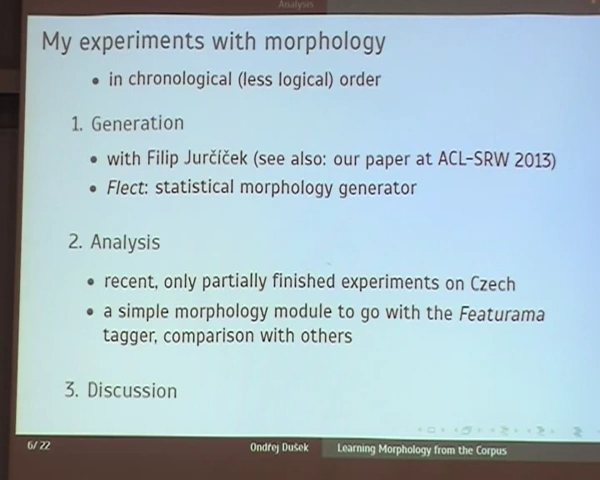 Analysis
My experiments with morphology
• in chronological (less logical) order
1. Generation
• with Filip Jurčíček (see also: our paper at ACL-SRW 2013)
• Flect: statistical morphology generator
2. Analysis
• recent, only partially finished experiments on Czech
• a simple morphology module to go with the Featurama
tagger, comparison with others
3. Discussion
6/22 Ondřej Dušek Learning Morphology from the Corpus